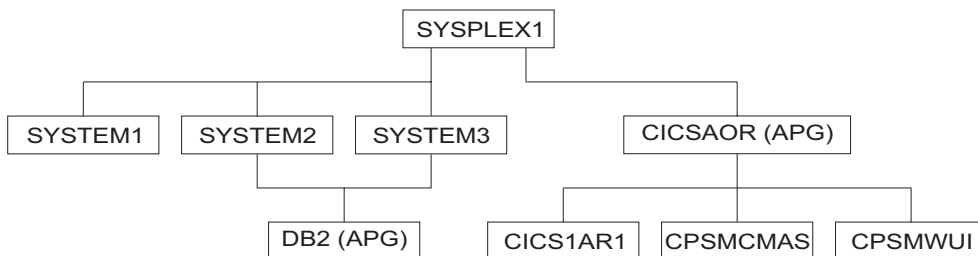 SYSPLEX1
SYSTEM1
SYSTEM2
SYSTEM3
CICSAOR (APG)
DB2 (APG)
CICS1AR1
CPSMCMAS
CPSMWUI